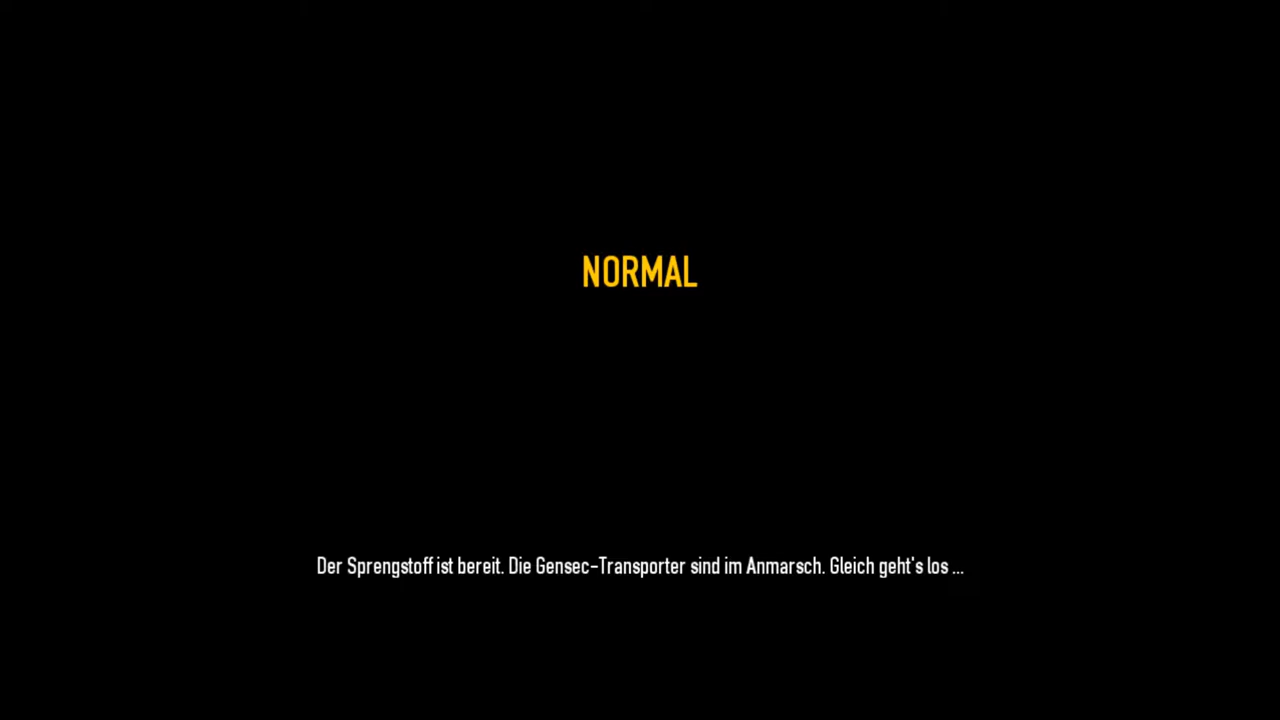 NORMAL
Der Sprengstoff ist bereit. Die Gensec-Transporter sind im Anmarsch. Gleich geht's los ...